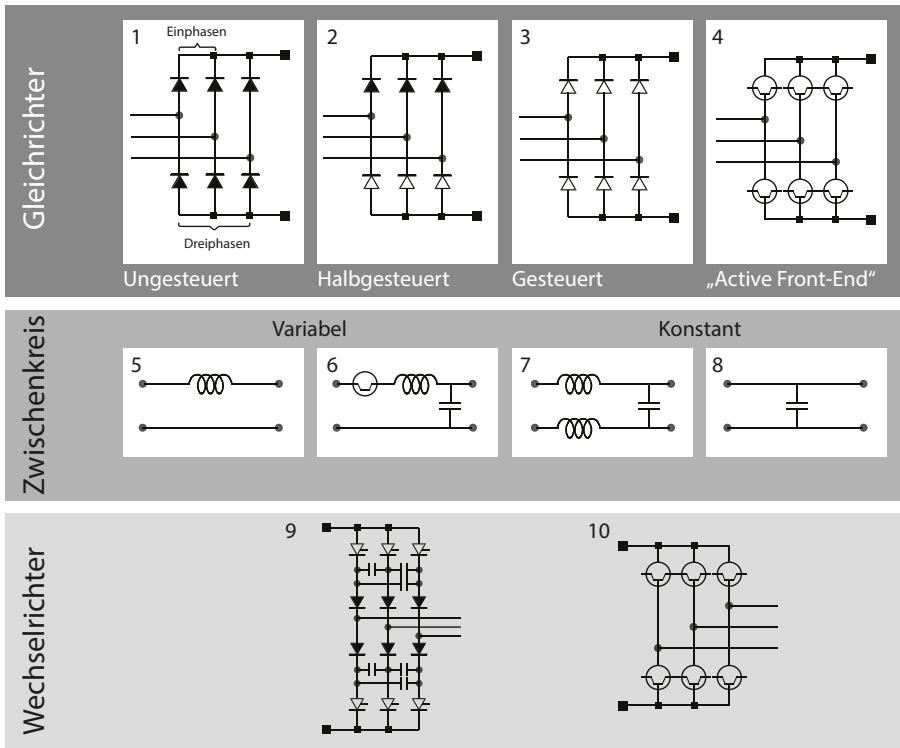 Gleichrichter
1
Einphasen
Dreiphasen
Ungesteuert
2
Halbgesteuert
3
Gesteuert
4
„Active Front-End“
Zwischenkreis
Variabel
Konstant
5
6
7
8
Wechselrichter
9
10